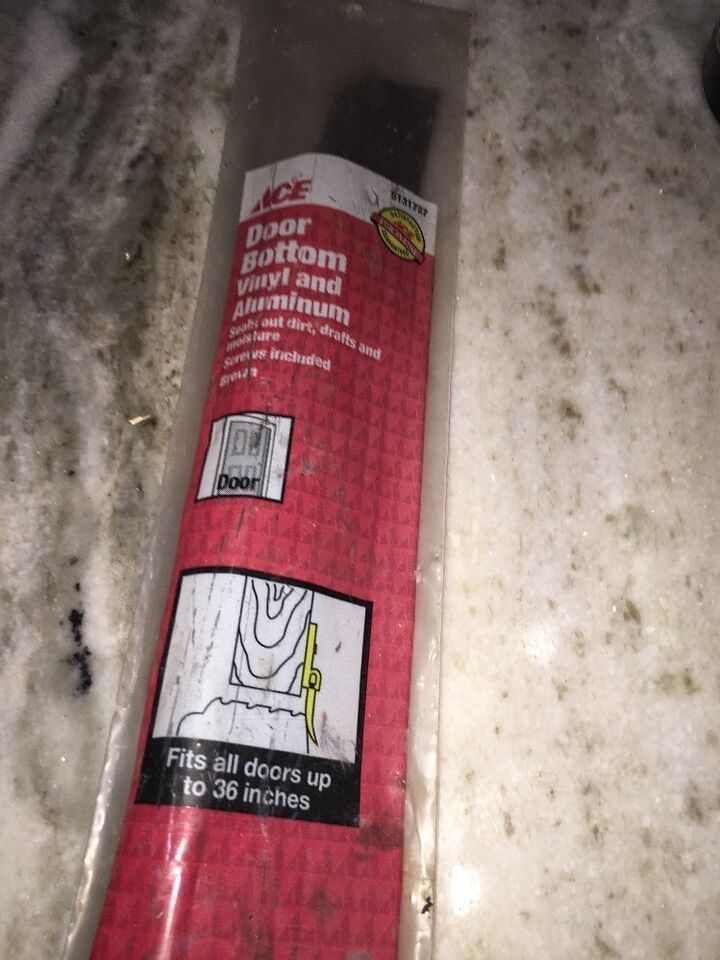 ACE
5131727
Door
Bottom
Vinyl and
Aluminum
Seals out dirt, drafts and
moisture
Screws included
Brown
Door
Fits all doors up
to 36 inches